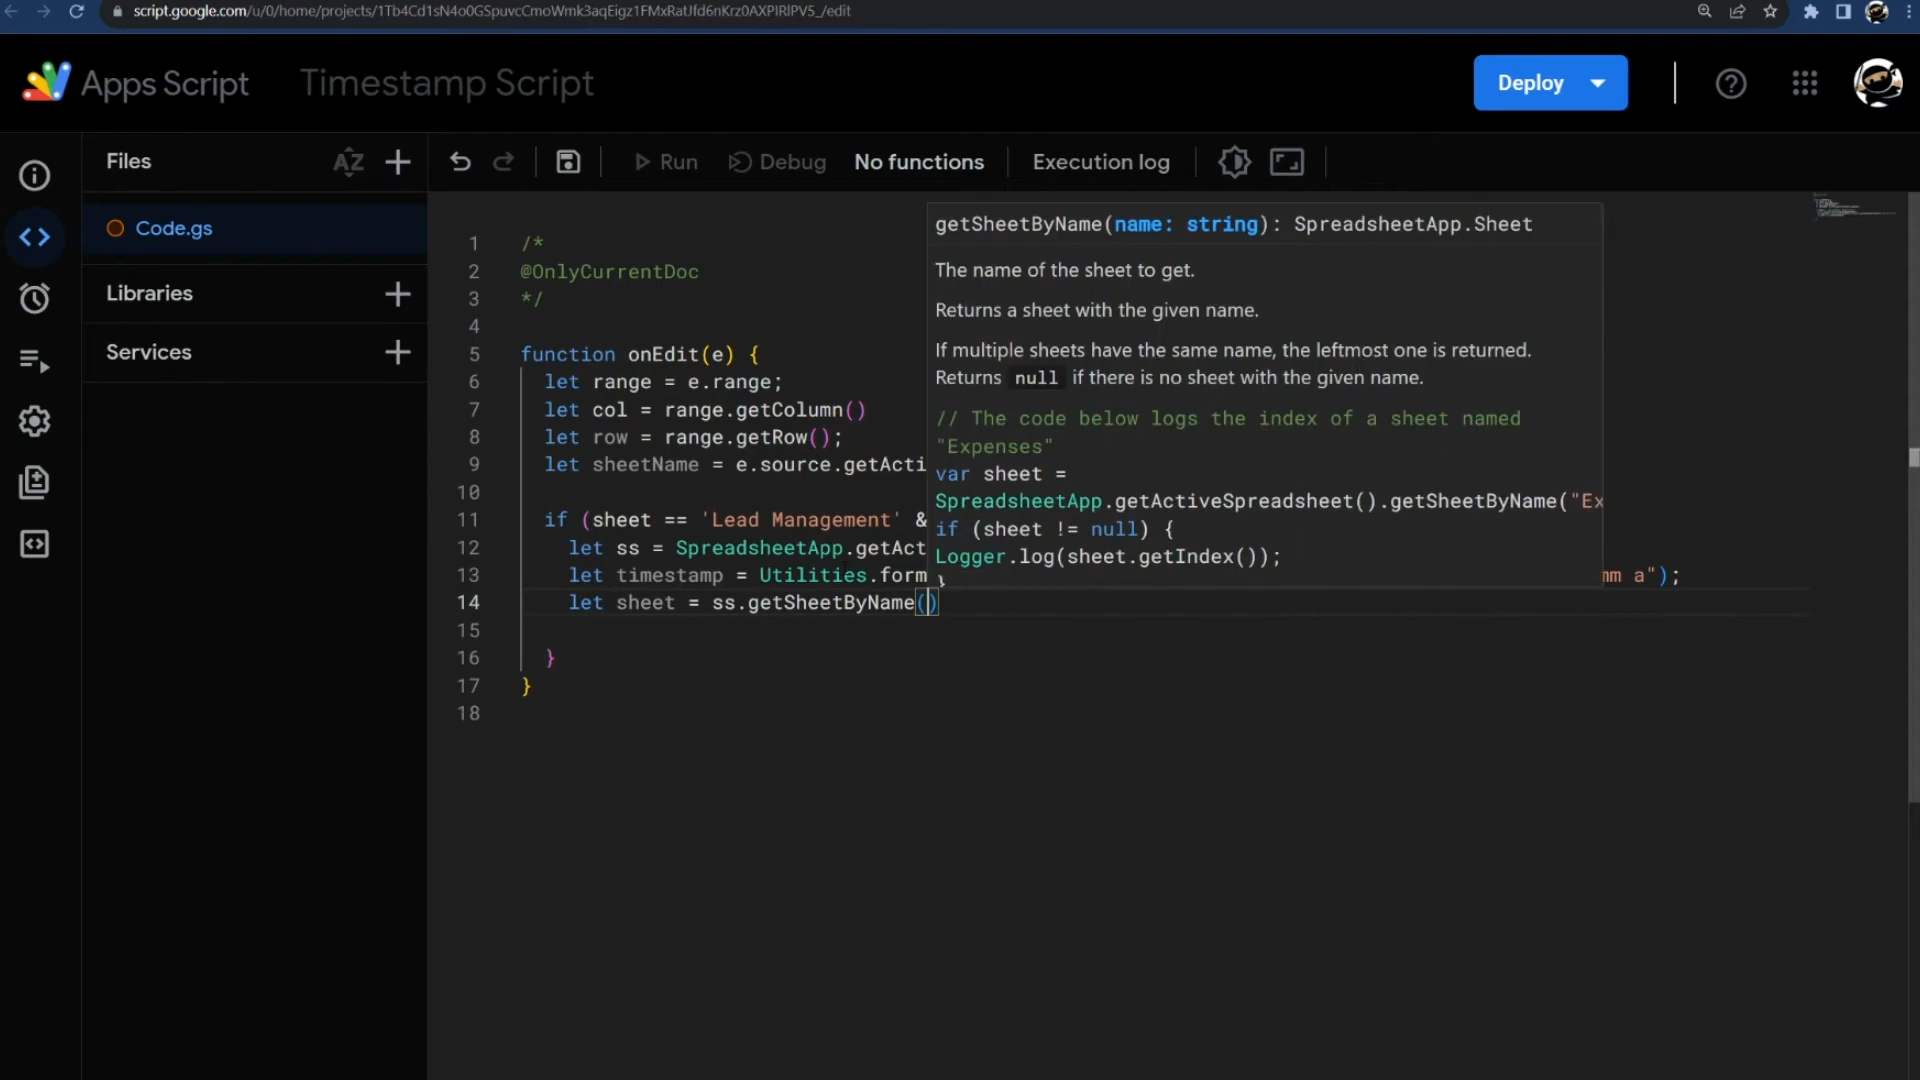 script.google.com/u/0/home/projects/1Tb4Cd1sN4o0GSpuvcCmoWmk3aqEigz1FMxRaUfd6nKrz0AXPIRlPV5_/edit
Apps Script
Timestamp Script
Deploy
Files
AZ
Run
Debug
No functions
Execution log
Code.gs
Libraries
Services
1 /*
2 @OnlyCurrentDoc
3 */
4
5 function onEdit(e) {
6 let range = e.range;
7 let col = range.getColumn()
8 let row = range.getRow();
9 let sheetName = e.source.getActi
10
11 if (sheet == 'Lead Management' &
12 let ss = SpreadsheetApp.getAct
13 let timestamp = Utilities.form mm a");
14 let sheet = ss.getSheetByName()
15
16 }
17 }
18
getSheetByName(name: string): SpreadsheetApp.Sheet
The name of the sheet to get.
Returns a sheet with the given name.
If multiple sheets have the same name, the leftmost one is returned.
Returns null if there is no sheet with the given name.
// The code below logs the index of a sheet named
"Expenses"
var sheet =
SpreadsheetApp.getActiveSpreadsheet().getSheetByName("Ex
if (sheet != null) {
Logger.log(sheet.getIndex());
}